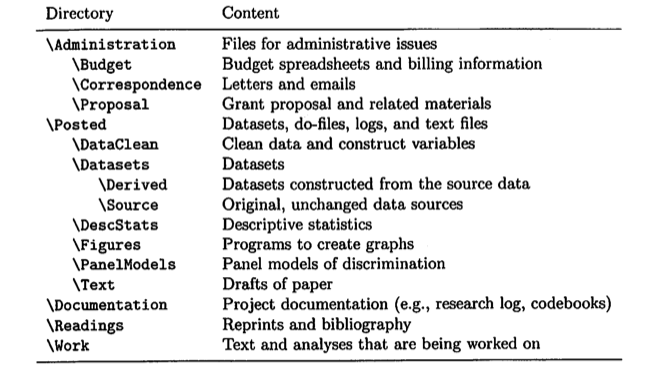 Directory Content
\Administration Files for administrative issues
\Budget Budget spreadsheets and billing information
\Correspondence Letters and emails
\Proposal Grant proposal and related materials
\Posted Datasets, do-files, logs, and text files
\DataClean Clean data and construct variables
\Datasets Datasets
\Derived Datasets constructed from the source data
\Source Original, unchanged data sources
\DescStats Descriptive statistics
\Figures Programs to create graphs
\PanelModels Panel models of discrimination
\Text Drafts of paper
\Documentation Project documentation (e.g., research log, codebooks)
\Readings Reprints and bibliography
\Work Text and analyses that are being worked on